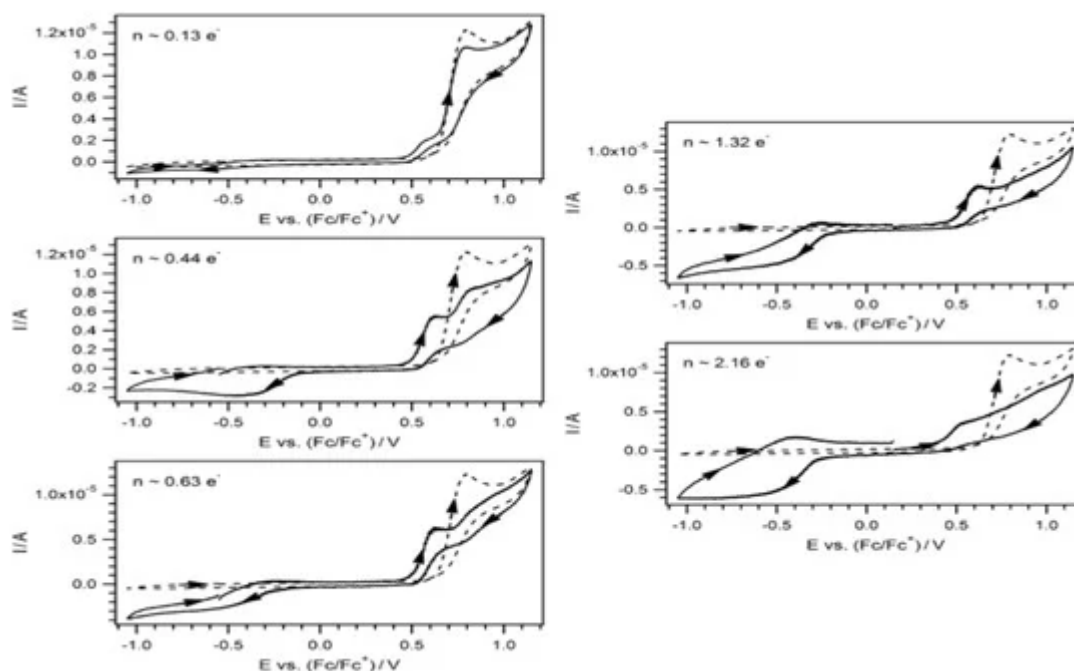 1.2x10⁻⁵
1.0
0.8
0.6
0.4
0.2
0.0
I/A
n ~ 0.13 e⁻
-1.0 -0.5 0.0 0.5 1.0
E vs. (Fc/Fc⁺) / V
1.2x10⁻⁵
1.0
0.8
0.6
0.4
0.2
0.0
-0.2
I/A
n ~ 0.44 e⁻
-1.0 -0.5 0.0 0.5 1.0
E vs. (Fc/Fc⁺) / V
1.0x10⁻⁵
0.5
0.0
I/A
n ~ 0.63 e⁻
-1.0 -0.5 0.0 0.5 1.0
E vs. (Fc/Fc⁺) / V
1.0x10⁻⁵
0.5
0.0
-0.5
I/A
n ~ 1.32 e⁻
-1.0 -0.5 0.0 0.5 1.0
E vs. (Fc/Fc⁺) / V
1.0x10⁻⁵
0.5
0.0
-0.5
I/A
n ~ 2.16 e⁻
-1.0 -0.5 0.0 0.5 1.0
E vs. (Fc/Fc⁺) / V